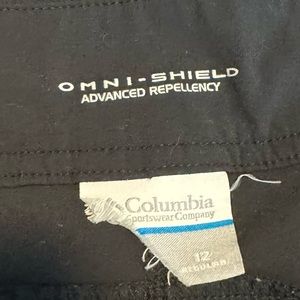 OMNI-SHIELD
ADVANCED REPELLENCY
Columbia
Sportswear Company
12
REGULAR